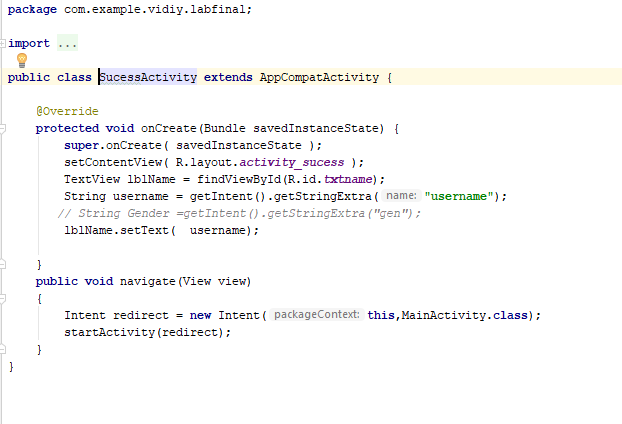 package com.example.vidiy.labfinal;
import ...
public class SucessActivity extends AppCompatActivity {
@Override
protected void onCreate(Bundle savedInstanceState) {
super.onCreate( savedInstanceState );
setContentView( R.layout.activity_sucess );
TextView lblName = findViewById(R.id.txtname);
String username = getIntent().getStringExtra( name: "username");
// String Gender =getIntent().getStringExtra("gen");
lblName.setText(  username);
}
public void navigate(View view)
{
Intent redirect = new Intent( packageContext: this,MainActivity.class);
startActivity(redirect);
}
}